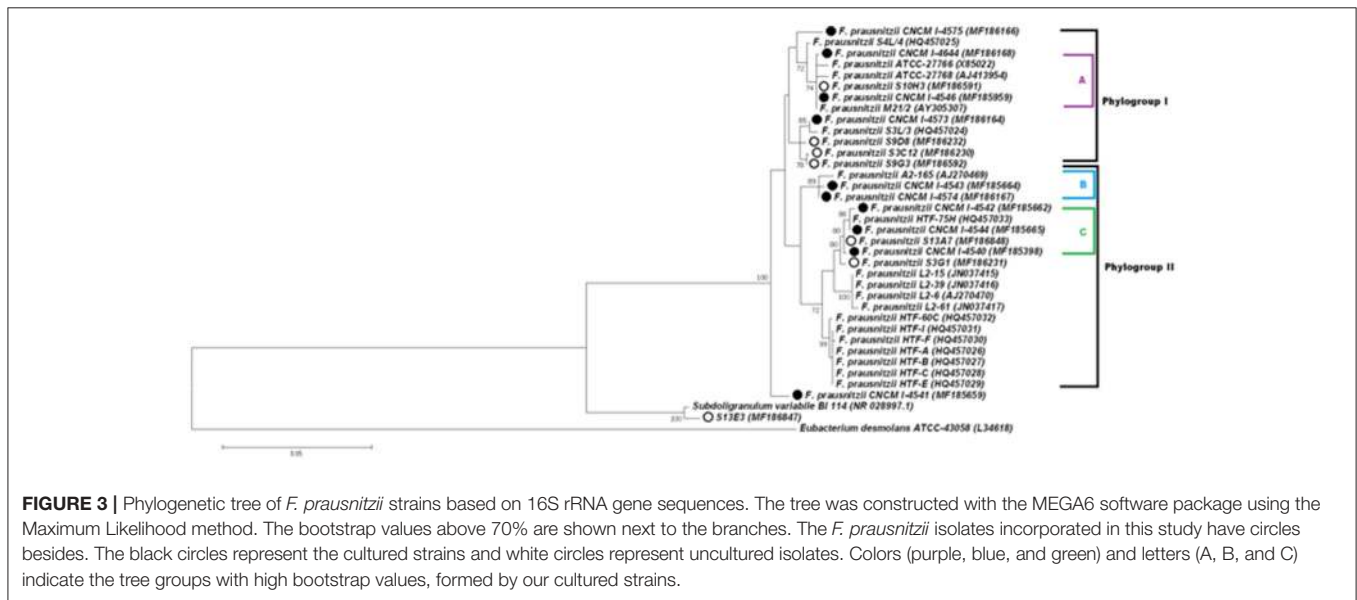 F. prausnitzii CNCM I-4575 (MF186166)
F. prausnitzii S4L/4 (HQ457025)
F. prausnitzii CNCM I-4644 (MF186168)
72
F. prausnitzii ATCC-27766 (X85022)
F. prausnitzii ATCC-27768 (AJ413954)
A
74
F. prausnitzii S10H3 (MF186591)
F. prausnitzii CNCM I-4546 (MF185959)
Phylogroup I
F. prausnitzii M21/2 (AY305307)
F. prausnitzii CNCM I-4573 (MF186164)
F. prausnitzii S3L/3 (HQ457024)
F. prausnitzii S9D8 (MF186232)
F. prausnitzii S3C12 (MF186230)
F. prausnitzii S9G3 (MF186592)
F. prausnitzii A2-165 (AJ270469)
F. prausnitzii CNCM I-4543 (MF185664)
B
F. prausnitzii CNCM I-4574 (MF186167)
F. prausnitzii CNCM I-4542 (MF185662)
F. prausnitzii HTF-75H (HQ457033)
F. prausnitzii CNCM I-4544 (MF185665)
C
F. prausnitzii S13A7 (MF186848)
F. prausnitzii CNCM I-4540 (MF185398)
F. prausnitzii S3G1 (MF186231)
Phylogroup II
F. prausnitzii L2-15 (JN037415)
100
F. prausnitzii L2-39 (JN037416)
F. prausnitzii L2-6 (AJ270470)
100
F. prausnitzii L2-61 (JN037417)
72
F. prausnitzii HTF-60C (HQ457032)
F. prausnitzii HTF-I (HQ457031)
F. prausnitzii HTF-F (HQ457030)
99
F. prausnitzii HTF-A (HQ457026)
F. prausnitzii HTF-B (HQ457027)
F. prausnitzii HTF-C (HQ457028)
F. prausnitzii HTF-E (HQ457029)
F. prausnitzii CNCM I-4541 (MF185659)
Subdoligranulum variabile BI 114 (NR 028997.1)
100
S13E3 (MF186847)
Eubacterium desmolans ATCC-43058 (L34618)
0.05
FIGURE 3 | Phylogenetic tree of F. prausnitzii strains based on 16S rRNA gene sequences. The tree was constructed with the MEGA6 software package using the
Maximum Likelihood method. The bootstrap values above 70% are shown next to the branches. The F. prausnitzii isolates incorporated in this study have circles
besides. The black circles represent the cultured strains and white circles represent uncultured isolates. Colors (purple, blue, and green) and letters (A, B, and C)
indicate the tree groups with high bootstrap values, formed by our cultured strains.